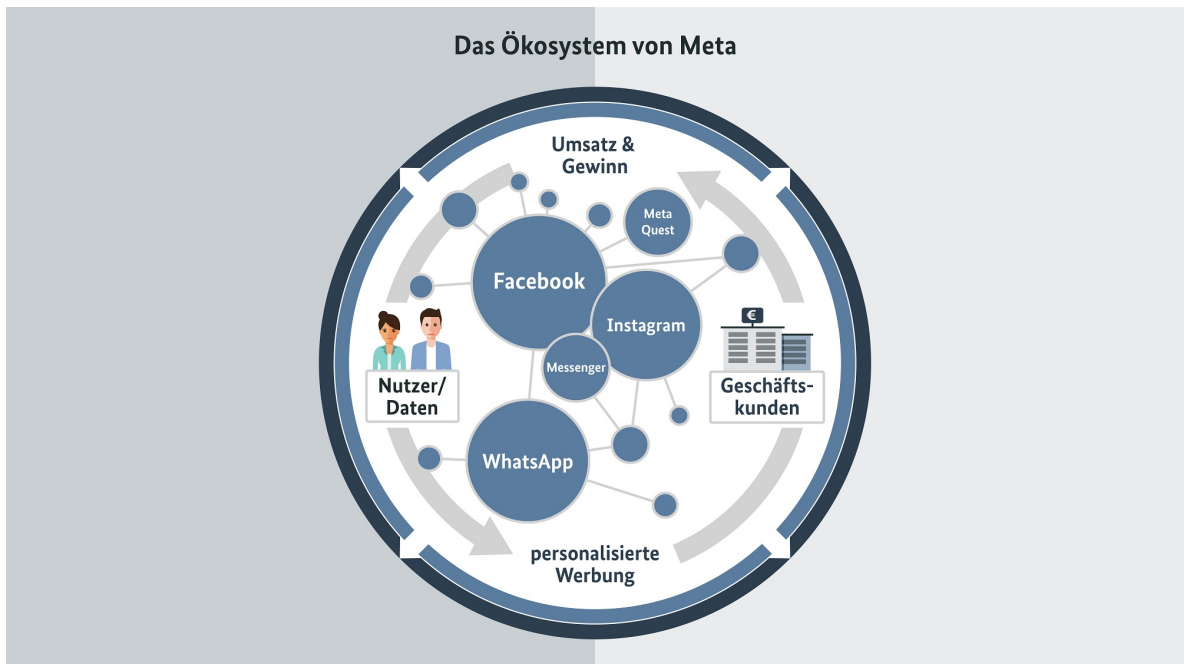 Das Ökosystem von Meta
Umsatz &
Gewinn
Meta
Quest
Facebook
Instagram
Messenger
WhatsApp
Nutzer/
Daten
€
Geschäfts-
kunden
personalisierte
Werbung